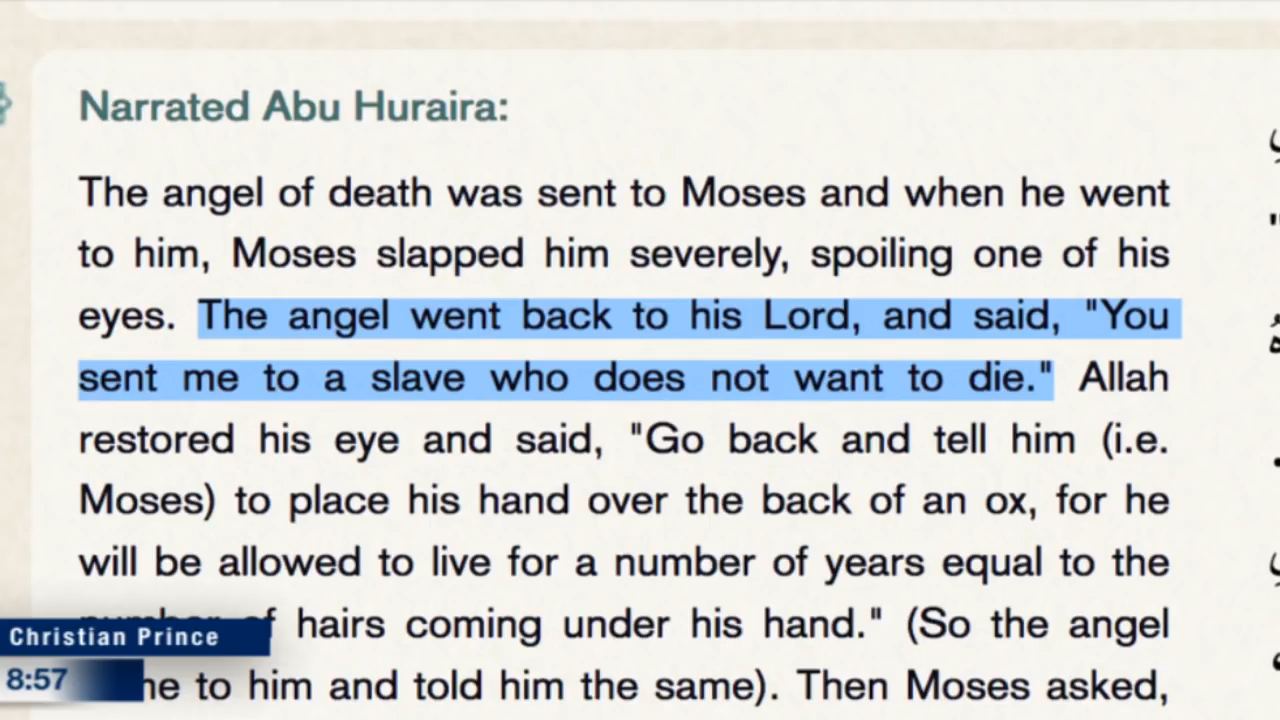 Narrated Abu Huraira:
The angel of death was sent to Moses and when he went
to him, Moses slapped him severely, spoiling one of his
eyes. The angel went back to his Lord, and said, "You
sent me to a slave who does not want to die." Allah
restored his eye and said, "Go back and tell him (i.e.
Moses) to place his hand over the back of an ox, for he
will be allowed to live for a number of years equal to the
number of hairs coming under his hand." (So the angel
to him and told him the same). Then Moses asked,
Christian Prince
8:57